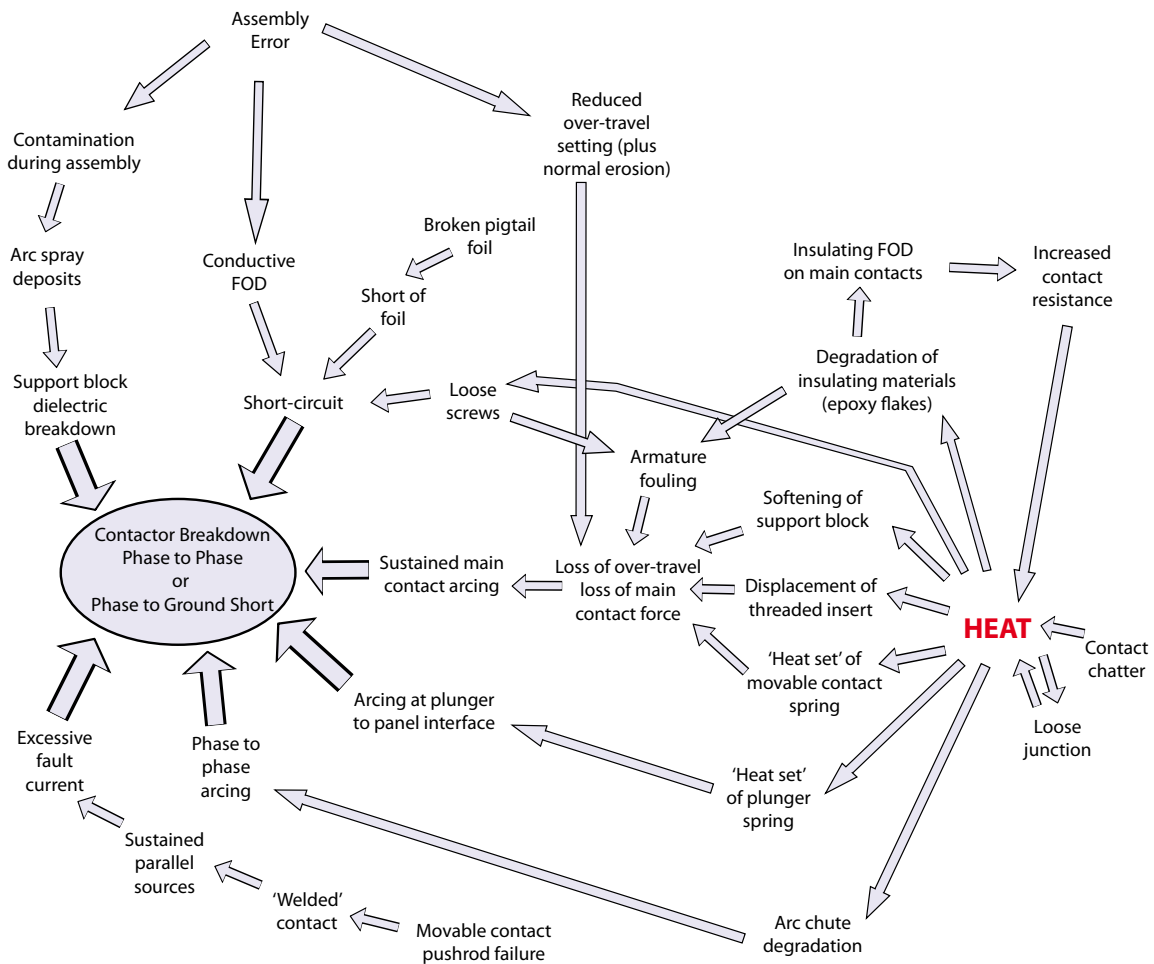 Assembly
Error
Reduced
over-travel
setting (plus
normal erosion)
Contamination
during assembly
Broken pigtail
foil
Arc spray
deposits
Conductive
FOD
Short of
foil
Insulating FOD
on main contacts
Increased
contact
resistance
Support block
dielectric
breakdown
Short-circuit
Loose
screws
Degradation of
insulating materials
(epoxy flakes)
Armature
fouling
Softening of
support block
Contactor Breakdown
Phase to Phase
or
Phase to Ground Short
Sustained main
contact arcing
Loss of over-travel
loss of main
contact force
Displacement of
threaded insert
HEAT
Contact
chatter
'Heat set' of
movable contact
spring
Loose
junction
Arcing at plunger
to panel interface
Excessive
fault
current
Phase to
phase
arcing
'Heat set'
of plunger
spring
Sustained
parallel
sources
'Welded'
contact
Movable contact
pushrod failure
Arc chute
degradation